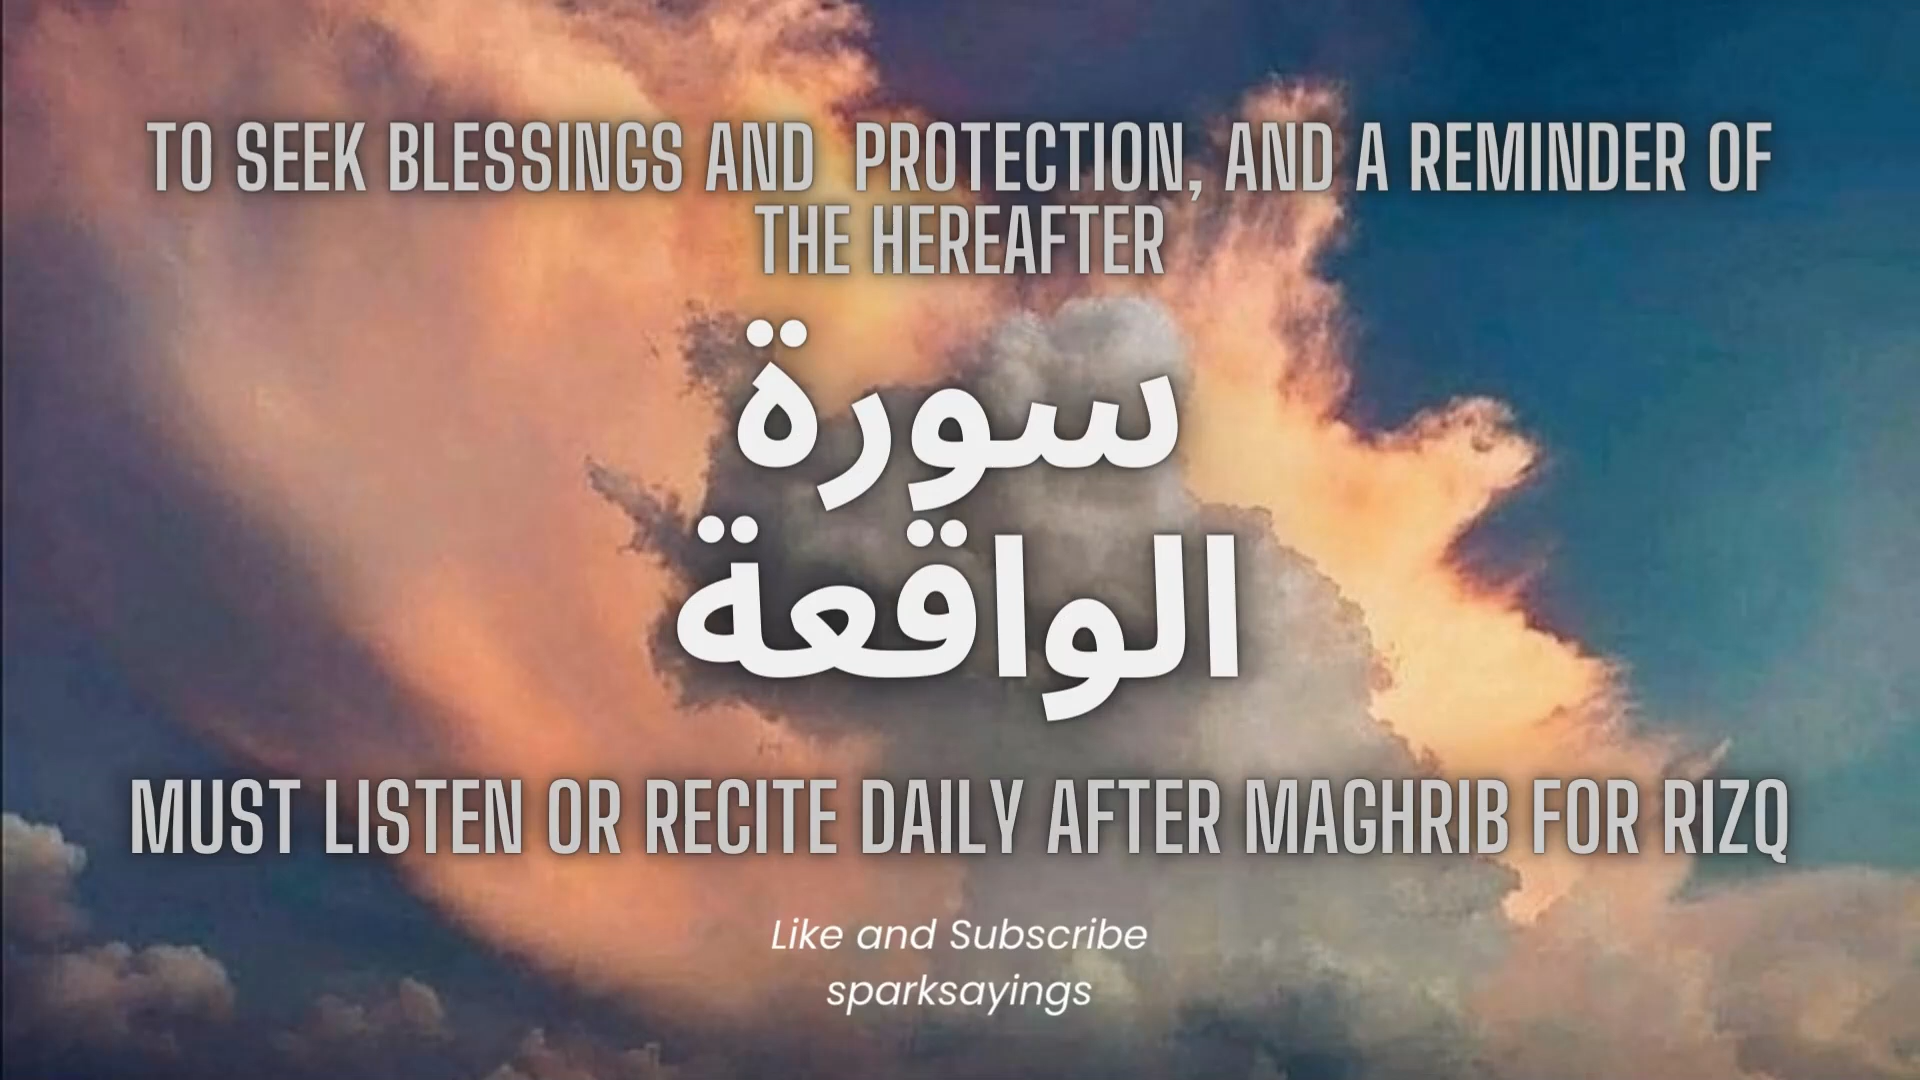 TO SEEK BLESSINGS AND PROTECTION, AND A REMINDER OF
THE HEREAFTER
سورة
الواقعة
MUST LISTEN OR RECITE DAILY AFTER MAGHRIB FOR RIZQ
Like and Subscribe
sparksayings